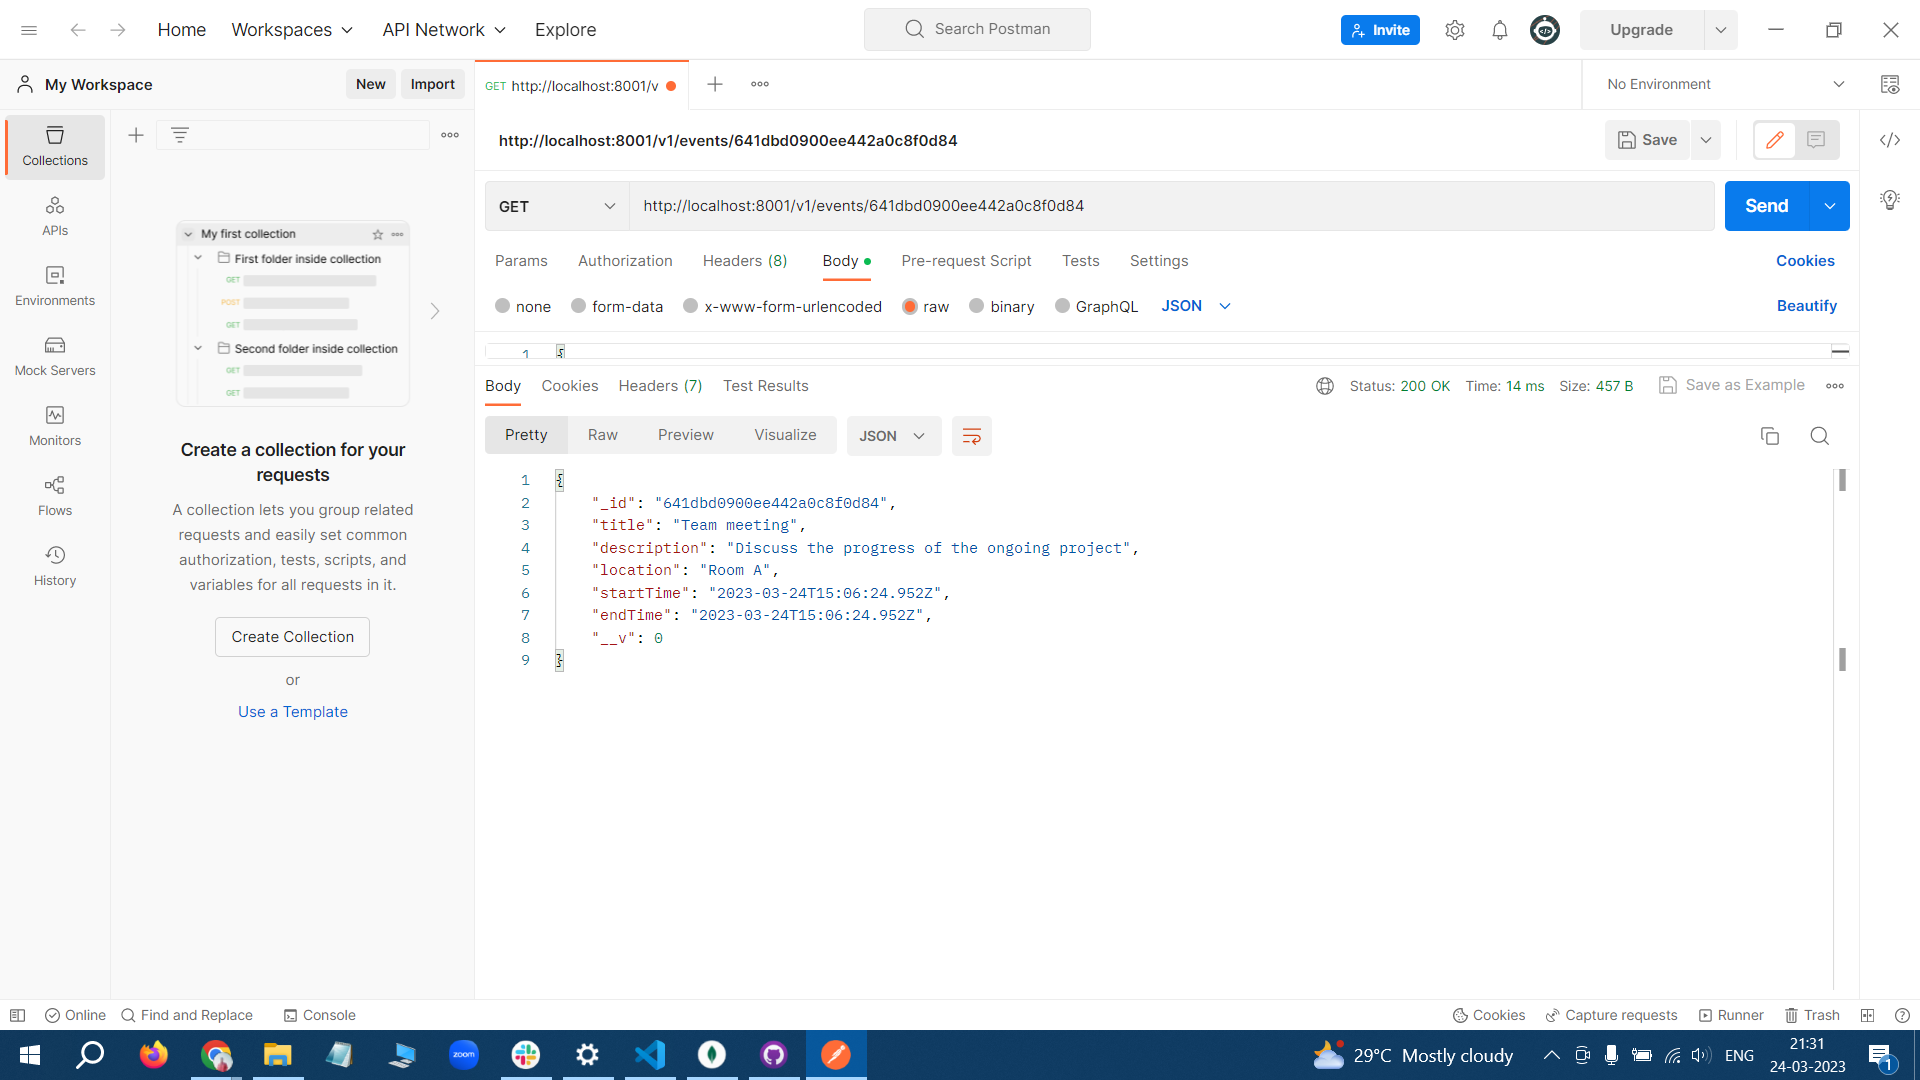 Home Workspaces API Network Explore Search Postman Invite Upgrade
My Workspace New Import GET http://localhost:8001/v No Environment
Collections
APIs
Environments
Mock Servers
Monitors
Flows
History
My first collection
First folder inside collection
GET
POST
GET
Second folder inside collection
GET
GET
Create a collection for your
requests
A collection lets you group related
requests and easily set common
authorization, tests, scripts, and
variables for all requests in it.
Create Collection
or
Use a Template
http://localhost:8001/v1/events/641dbd0900ee442a0c8f0d84 Save
GET http://localhost:8001/v1/events/641dbd0900ee442a0c8f0d84 Send
Params Authorization Headers (8) Body Pre-request Script Tests Settings Cookies
none form-data x-www-form-urlencoded raw binary GraphQL JSON Beautify
1 {
Body Cookies Headers (7) Test Results Status: 200 OK Time: 14 ms Size: 457 B Save as Example
Pretty Raw Preview Visualize JSON
1 {
2 "_id": "641dbd0900ee442a0c8f0d84",
3 "title": "Team meeting",
4 "description": "Discuss the progress of the ongoing project",
5 "location": "Room A",
6 "startTime": "2023-03-24T15:06:24.952Z",
7 "endTime": "2023-03-24T15:06:24.952Z",
8 "__v": 0
9 }
Online Find and Replace Console Cookies Capture requests Runner Trash
zoom 29°C Mostly cloudy ENG 21:31
24-03-2023 1